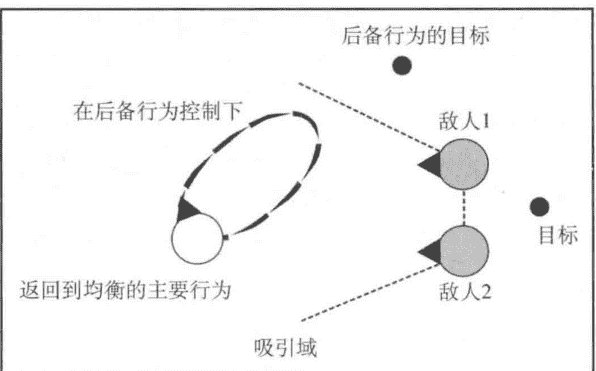 后备行为的目标
在后备行为控制下
敌人1
目标
返回到均衡的主要行为
敌人2
吸引域